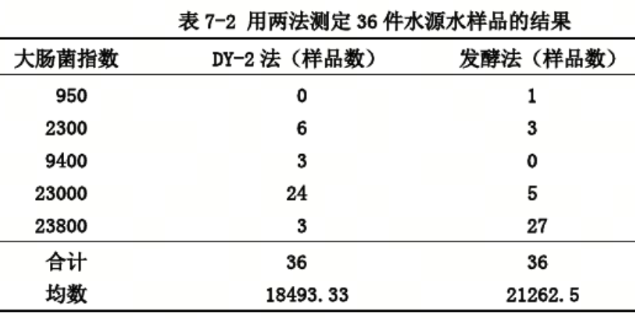 表 7-2 用两法测定 36 件水源水样品的结果
大肠菌指数 DY-2 法（样品数） 发酵法（样品数）
950 0 1
2300 6 3
9400 3 0
23000 24 5
23800 3 27
合计 36 36
均数 18493.33 21262.5